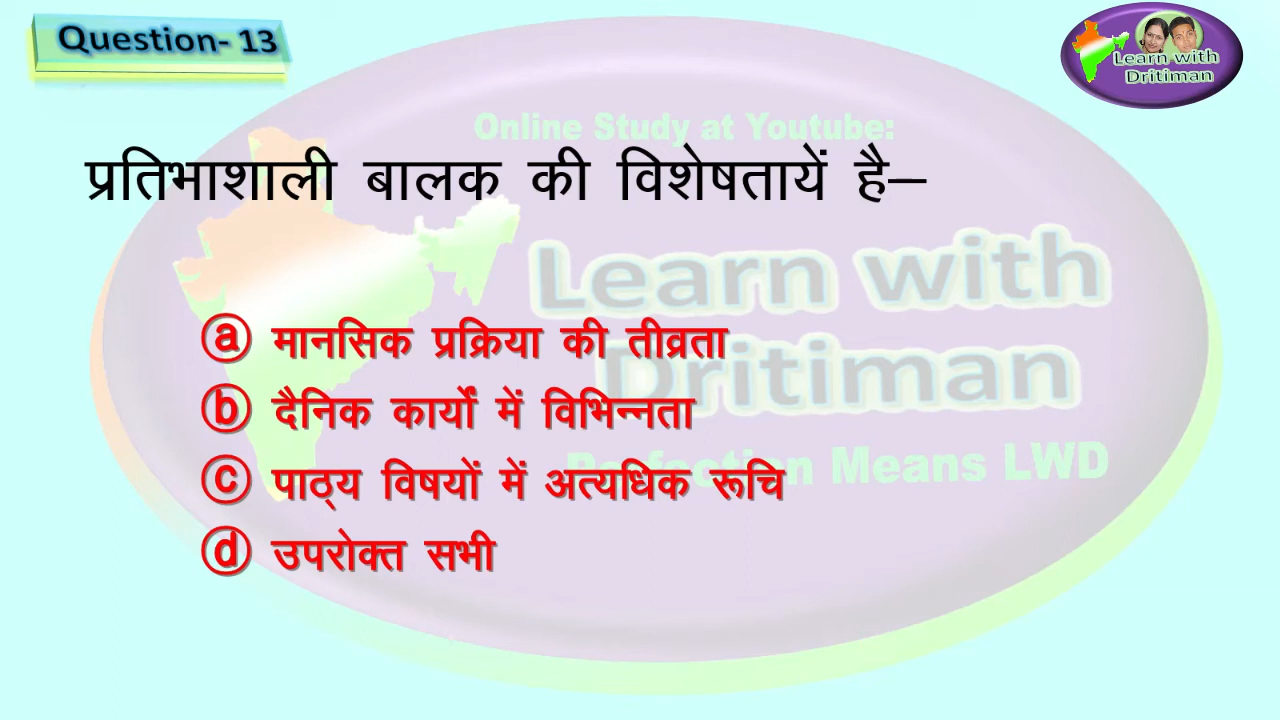 Question- 13
Learn with
Dritiman
Online Study at Youtube:
प्रतिभाशाली बालक की विशेषतायें है–
Learn with
Dritiman
ⓐ मानसिक प्रक्रिया की तीव्रता
ⓑ दैनिक कार्यों में विभिन्नता
Perfection Means LWD
ⓒ पाठ्य विषयों में अत्यधिक रूचि
ⓓ उपरोक्त सभी